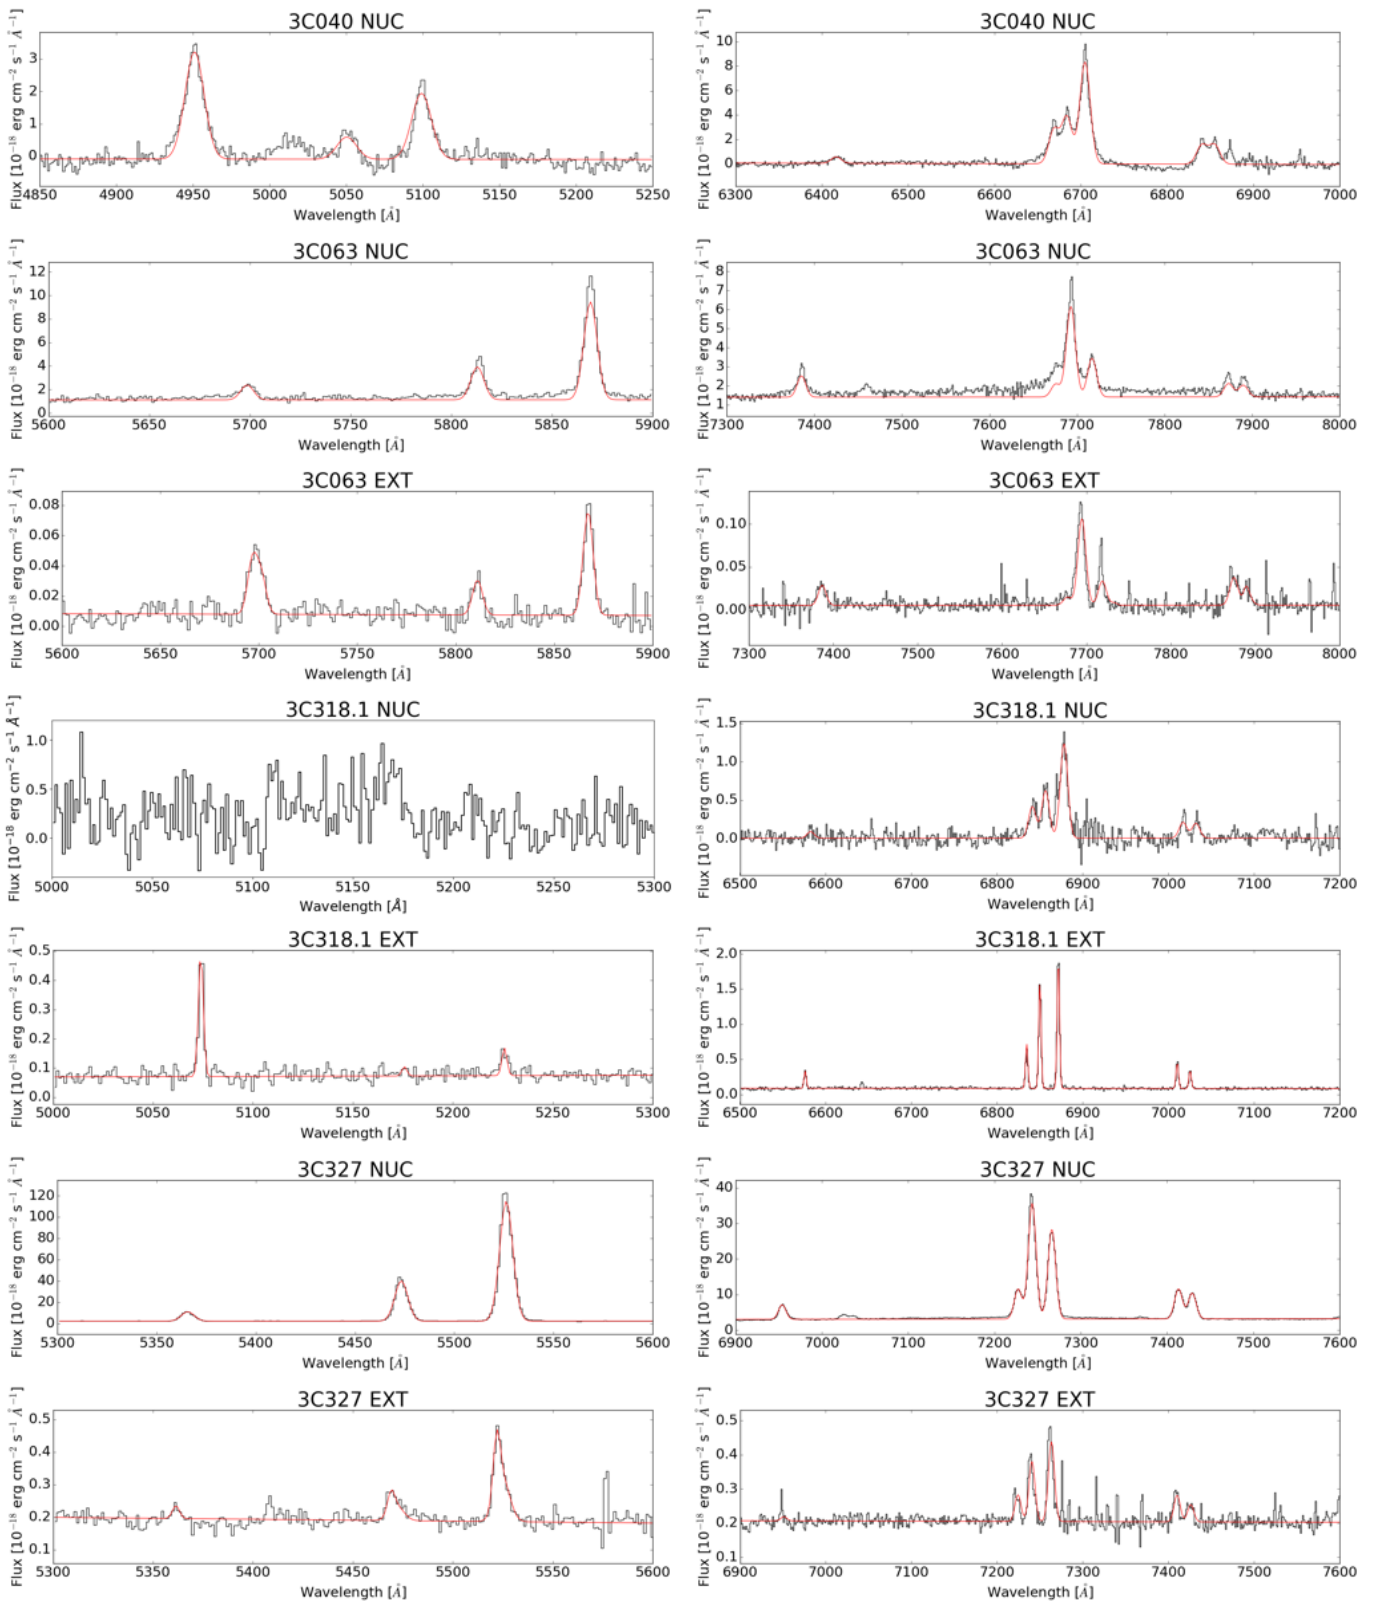 3C040 NUC
Flux [10⁻¹⁸ erg cm⁻² s⁻¹ Å⁻¹]
3
2
1
0
4850 4900 4950 5000 5050 5100 5150 5200 5250
Wavelength [Å]
3C040 NUC
Flux [10⁻¹⁸ erg cm⁻² s⁻¹ Å⁻¹]
10
8
6
4
2
0
6300 6400 6500 6600 6700 6800 6900 7000
Wavelength [Å]
3C063 NUC
Flux [10⁻¹⁸ erg cm⁻² s⁻¹ Å⁻¹]
12
10
8
6
4
2
0
5600 5650 5700 5750 5800 5850 5900
Wavelength [Å]
3C063 NUC
Flux [10⁻¹⁸ erg cm⁻² s⁻¹ Å⁻¹]
8
7
6
5
4
3
2
1
7300 7400 7500 7600 7700 7800 7900 8000
Wavelength [Å]
3C063 EXT
Flux [10⁻¹⁸ erg cm⁻² s⁻¹ Å⁻¹]
0.08
0.06
0.04
0.02
0.00
5600 5650 5700 5750 5800 5850 5900
Wavelength [Å]
3C063 EXT
Flux [10⁻¹⁸ erg cm⁻² s⁻¹ Å⁻¹]
0.10
0.05
0.00
7300 7400 7500 7600 7700 7800 7900 8000
Wavelength [Å]
3C318.1 NUC
Flux [10⁻¹⁸ erg cm⁻² s⁻¹ Å⁻¹]
1.0
0.5
0.0
5000 5050 5100 5150 5200 5250 5300
Wavelength [Å]
3C318.1 NUC
Flux [10⁻¹⁸ erg cm⁻² s⁻¹ Å⁻¹]
1.5
1.0
0.5
0.0
6500 6600 6700 6800 6900 7000 7100 7200
Wavelength [Å]
3C318.1 EXT
Flux [10⁻¹⁸ erg cm⁻² s⁻¹ Å⁻¹]
0.5
0.4
0.3
0.2
0.1
0.0
5000 5050 5100 5150 5200 5250 5300
Wavelength [Å]
3C318.1 EXT
Flux [10⁻¹⁸ erg cm⁻² s⁻¹ Å⁻¹]
2.0
1.5
1.0
0.5
0.0
6500 6600 6700 6800 6900 7000 7100 7200
Wavelength [Å]
3C327 NUC
Flux [10⁻¹⁸ erg cm⁻² s⁻¹ Å⁻¹]
120
100
80
60
40
20
0
5300 5350 5400 5450 5500 5550 5600
Wavelength [Å]
3C327 NUC
Flux [10⁻¹⁸ erg cm⁻² s⁻¹ Å⁻¹]
40
30
20
10
0
6900 7000 7100 7200 7300 7400 7500 7600
Wavelength [Å]
3C327 EXT
Flux [10⁻¹⁸ erg cm⁻² s⁻¹ Å⁻¹]
0.5
0.4
0.3
0.2
0.1
5300 5350 5400 5450 5500 5550 5600
Wavelength [Å]
3C327 EXT
Flux [10⁻¹⁸ erg cm⁻² s⁻¹ Å⁻¹]
0.5
0.4
0.3
0.2
0.1
6900 6950 7000 7100 7200 7300 7400 7500 7600
Wavelength [Å]